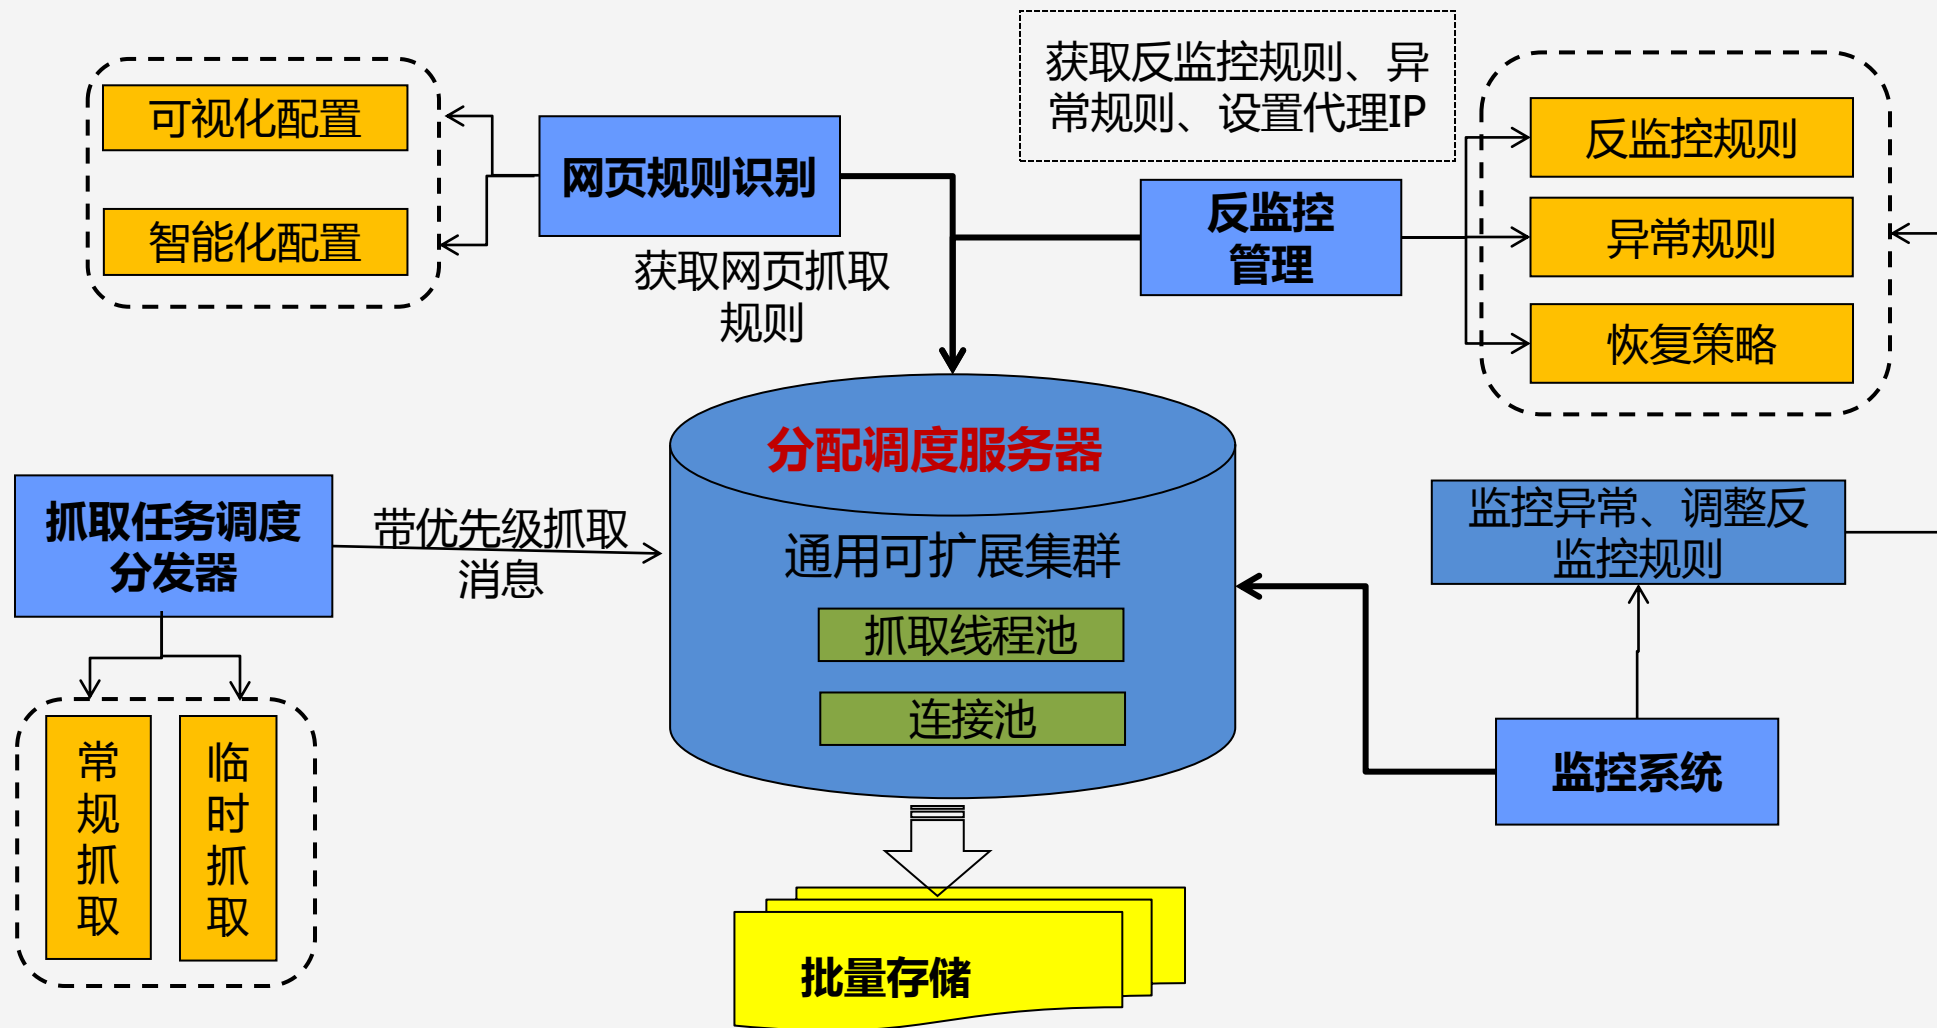 获取反监控规则、异
常规则、设置代理IP
可视化配置
智能化配置
网页规则识别
获取网页抓取
规则
反监控
管理
反监控规则
异常规则
恢复策略
分配调度服务器
通用可扩展集群
抓取线程池
连接池
抓取任务调度
分发器
带优先级抓取
消息
常
规
抓
取
临
时
抓
取
监控异常、调整反
监控规则
监控系统
批量存储